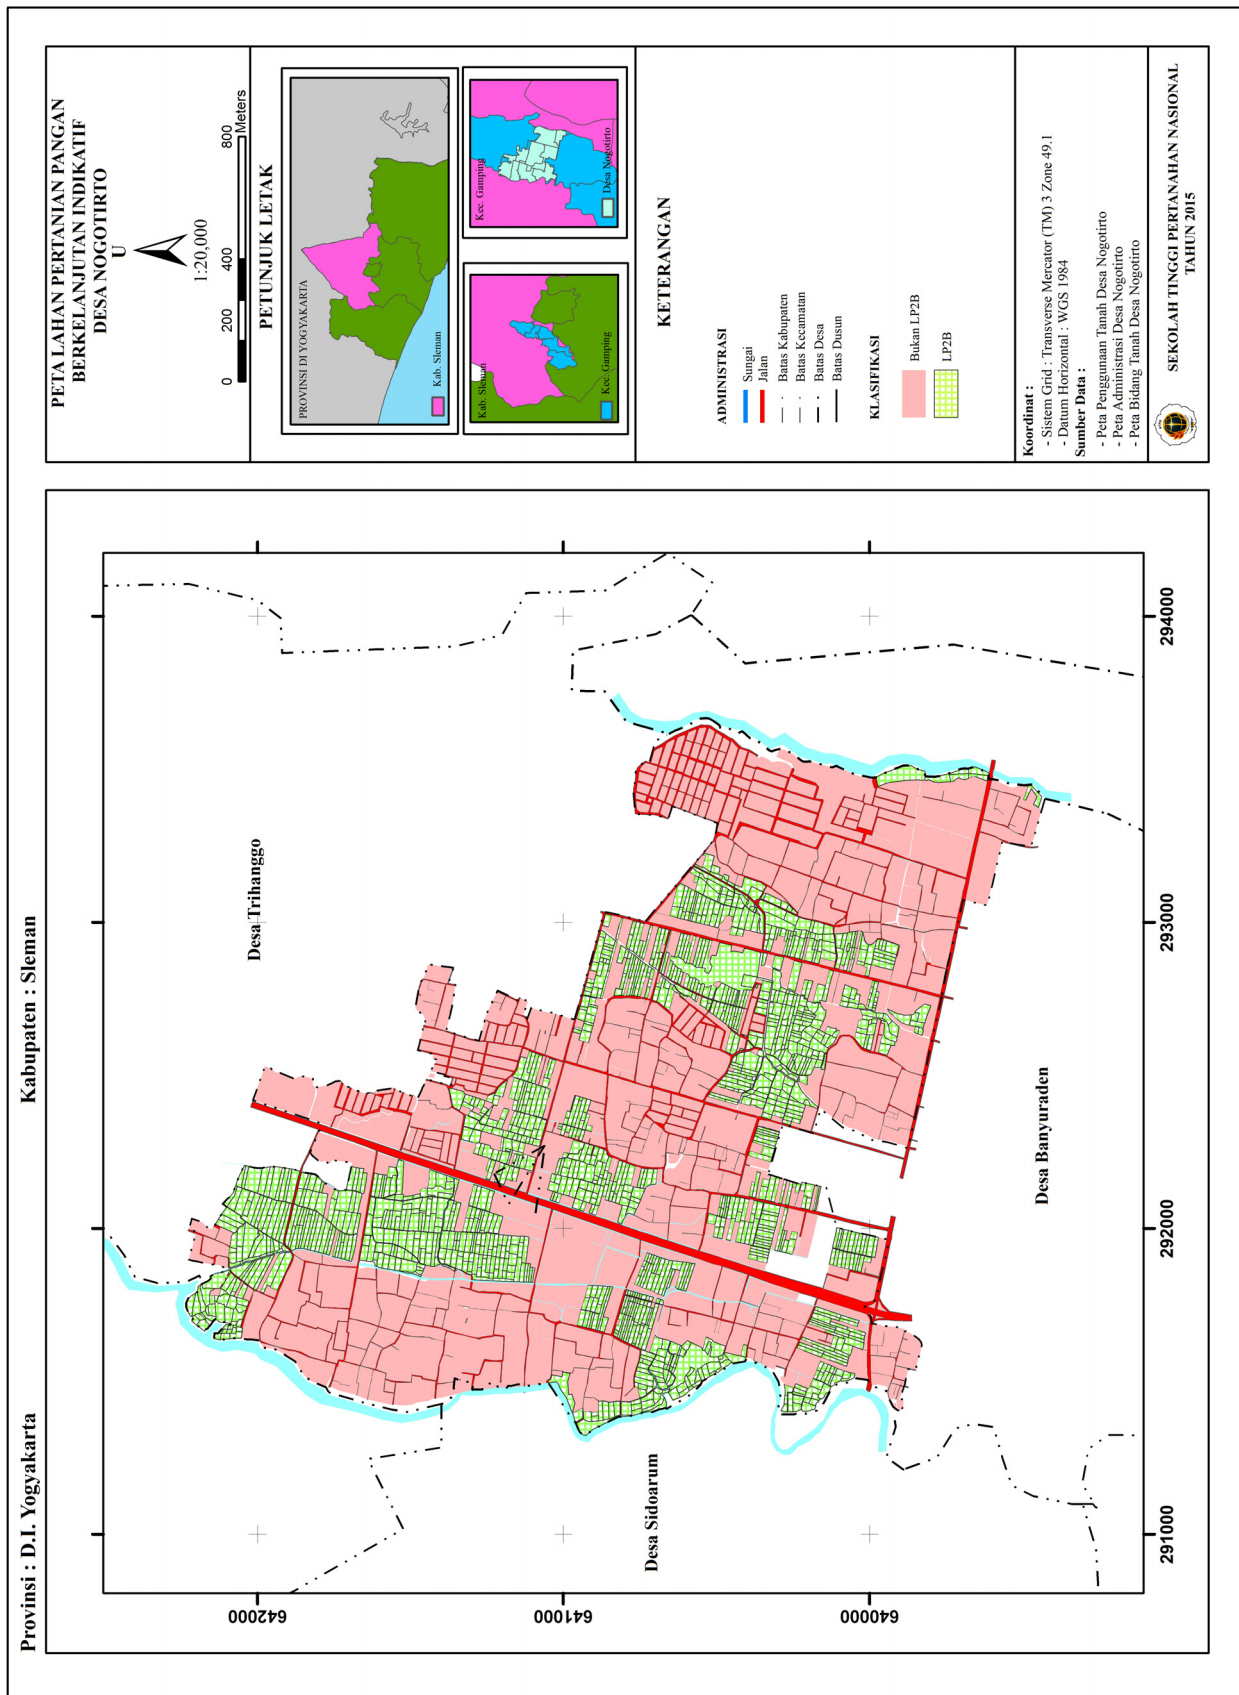 Provinsi : D.I. Yogyakarta
Kabupaten : Sleman
Desa Trihanggo
Desa Sidoarum
Desa Banyuraden
642000
641000
640000
291000
292000
293000
294000
PETA LAHAN PERTANIAN PANGAN
BERKELANJUTAN INDIKATIF
DESA NOGOTIRTO
U
1:20,000
0 200 400 800
Meters
PETUNJUK LETAK
PROVINSI DI YOGYAKARTA
Kab. Sleman
Kab. Sleman
Kec. Gamping
Kec. Gamping
Desa Nogotirto
KETERANGAN
ADMINISTRASI
Sungai
Jalan
Batas Kabupaten
Batas Kecamatan
Batas Desa
Batas Dusun
KLASIFIKASI
Bukan LP2B
LP2B
Koordinat :
- Sistem Grid : Transverse Mercator (TM) 3 Zone 49.1
- Datum Horizontal : WGS 1984
Sumber Data :
- Peta Penggunaan Tanah Desa Nogotirto
- Peta Administrasi Desa Nogotirto
- Peta Bidang Tanah Desa Nogotirto
SEKOLAH TINGGI PERTANAHAN NASIONAL
TAHUN 2015